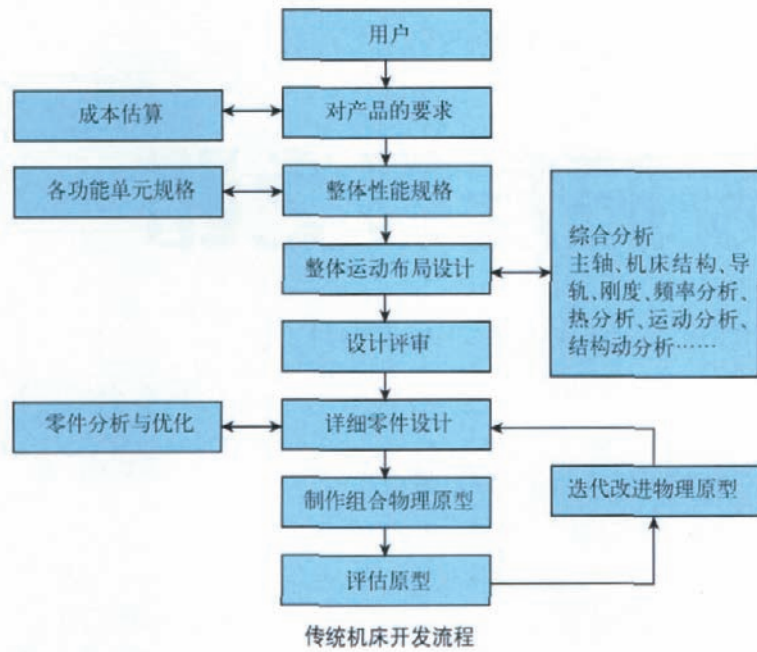 用户
成本估算
对产品的要求
各功能单元规格
整体性能规格
整体运动布局设计
综合分析
主轴、机床结构、导
轨、刚度、频率分析、
热分析、运动分析、
结构动分析……
设计评审
零件分析与优化
详细零件设计
制作组合物理原型
迭代改进物理原型
评估原型
传统机床开发流程